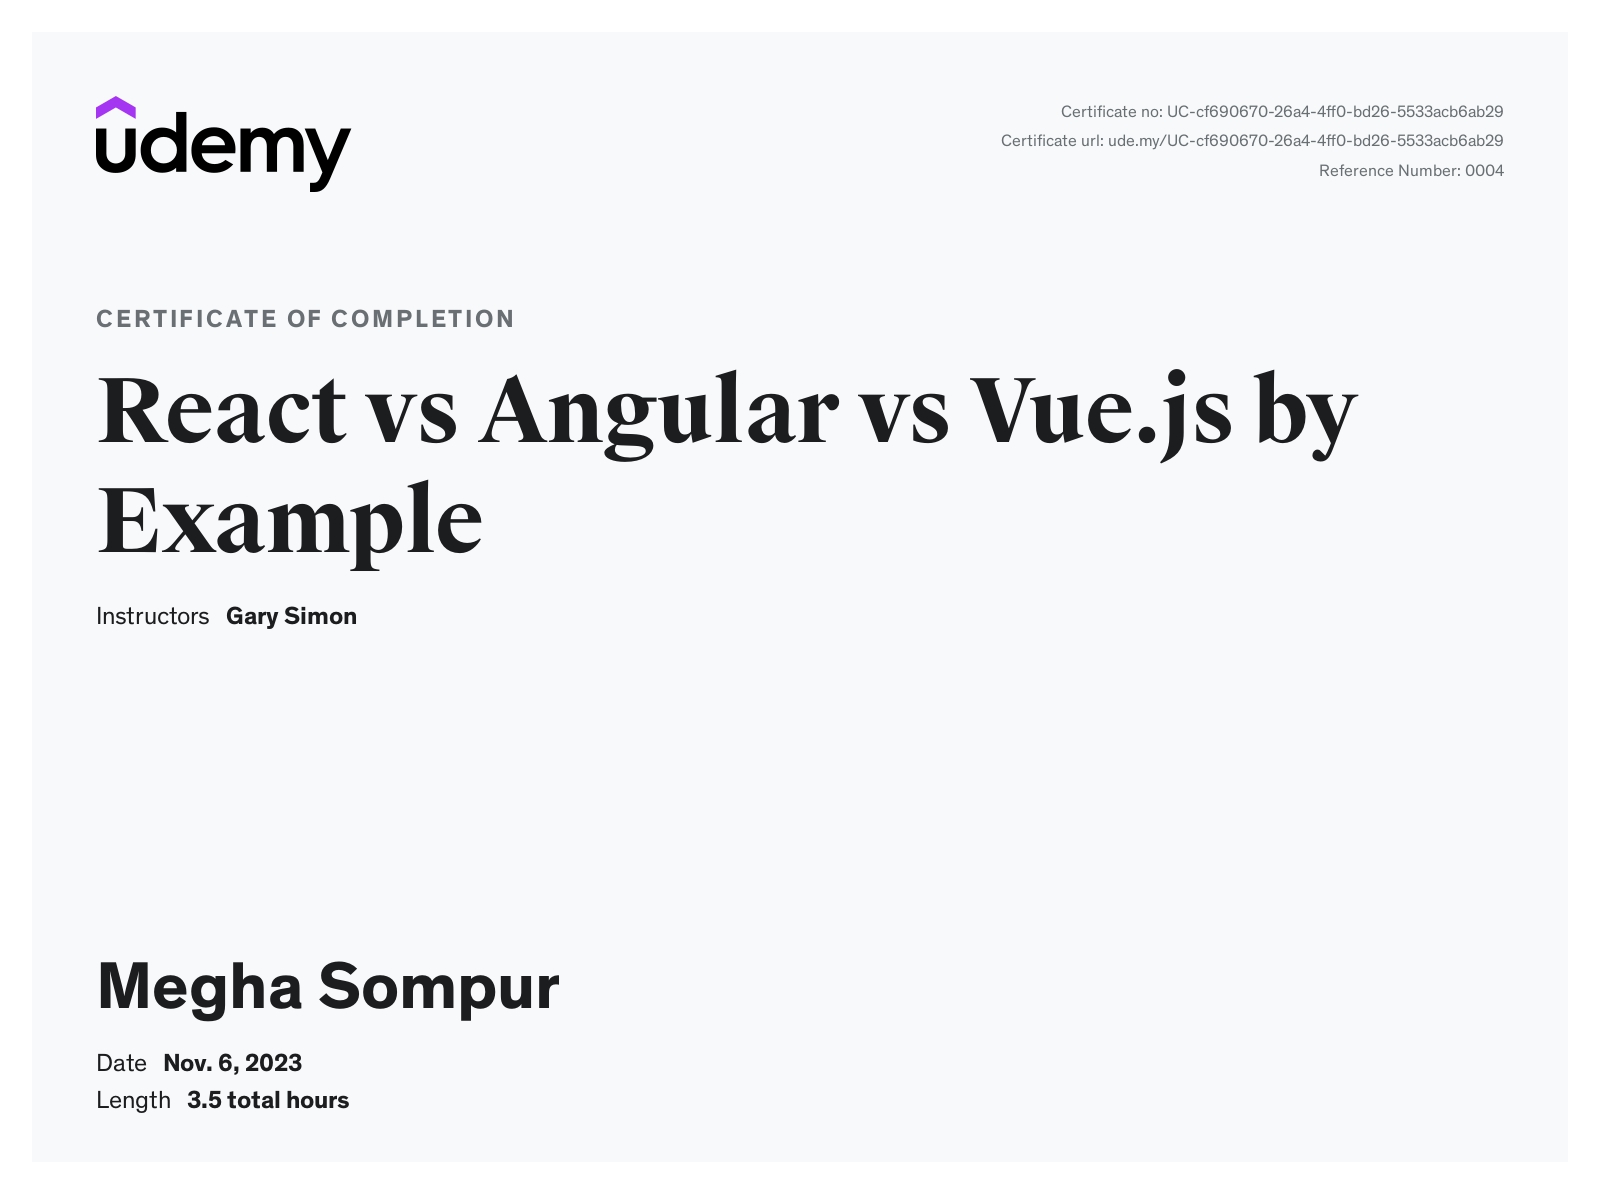 udemy
Certificate no: UC-cf690670-26a4-4ff0-bd26-5533acb6ab29
Certificate url: ude.my/UC-cf690670-26a4-4ff0-bd26-5533acb6ab29
Reference Number: 0004
CERTIFICATE OF COMPLETION
React vs Angular vs Vue.js by
Example
Instructors Gary Simon
Megha Sompur
Date Nov. 6, 2023
Length 3.5 total hours